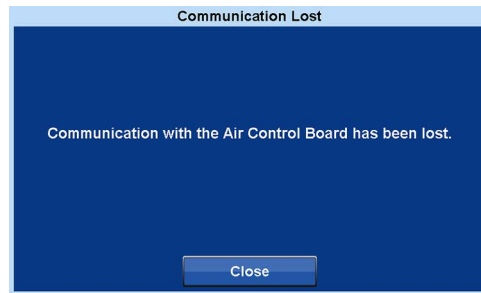 Communication Lost
Communication with the Air Control Board has been lost.
Close